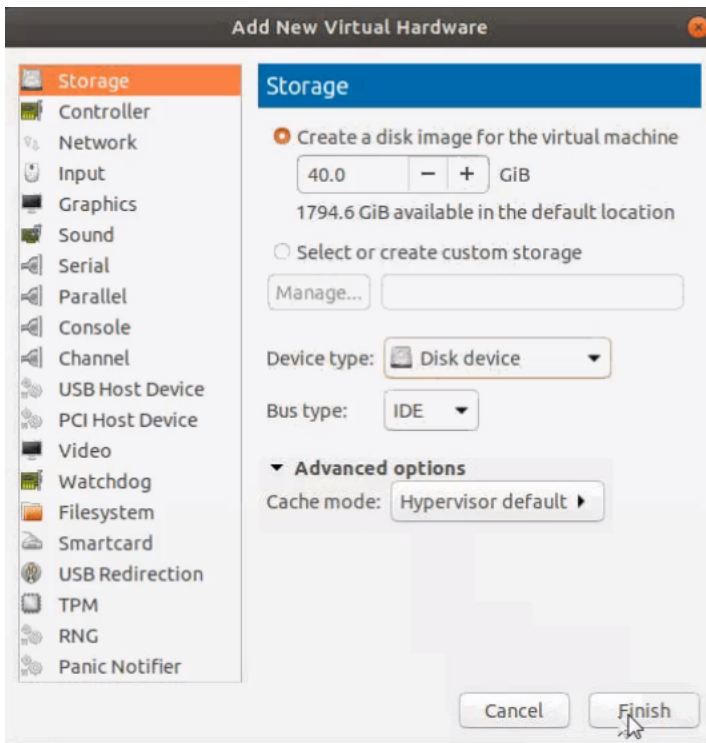 Add New Virtual Hardware
Storage
Controller
Network
Input
Graphics
Sound
Serial
Parallel
Console
Channel
USB Host Device
PCI Host Device
Video
Watchdog
Filesystem
Smartcard
USB Redirection
TPM
RNG
Panic Notifier
Storage
Create a disk image for the virtual machine
40.0 − + GiB
1794.6 GiB available in the default location
Select or create custom storage
Manage...
Device type: Disk device
Bus type: IDE
Advanced options
Cache mode: Hypervisor default
Cancel Finish